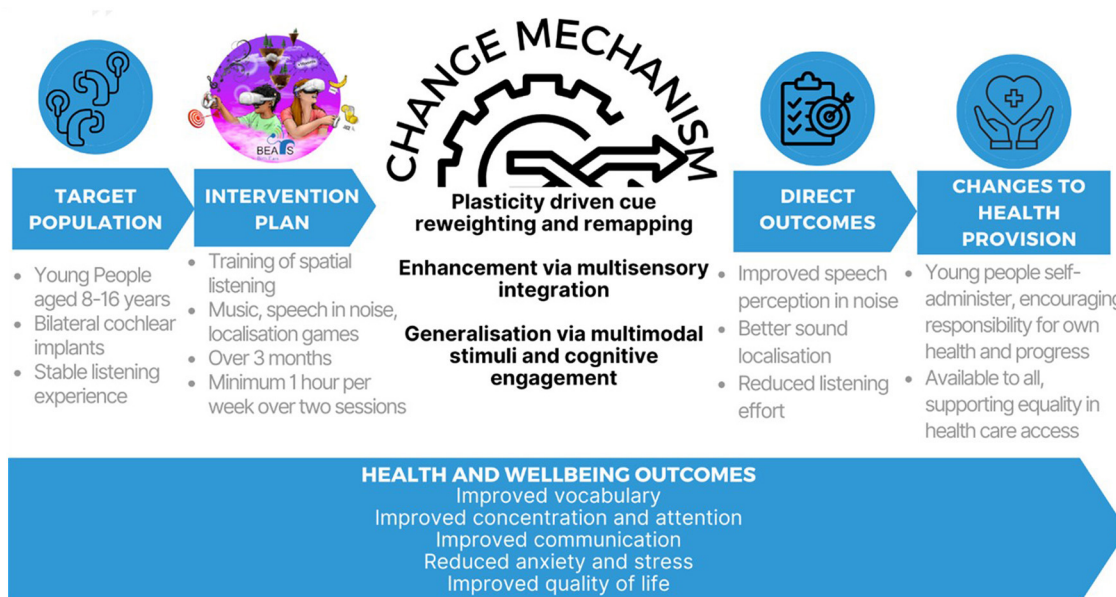 BEARS
CHANGE MECHANISM
TARGET
POPULATION
• Young People
aged 8-16 years
• Bilateral cochlear
implants
• Stable listening
experience
INTERVENTION
PLAN
• Training of spatial
listening
• Music, speech in noise,
localisation games
• Over 3 months
• Minimum 1 hour per
week over two sessions
Plasticity driven cue
reweighting and remapping
Enhancement via multisensory
integration
Generalisation via multimodal
stimuli and cognitive
engagement
DIRECT
OUTCOMES
• Improved speech
perception in noise
• Better sound
localisation
• Reduced listening
effort
CHANGES TO
HEALTH
PROVISION
• Young people self-
administer, encouraging
responsibility for own
health and progress
• Available to all,
supporting equality in
health care access
HEALTH AND WELLBEING OUTCOMES
Improved vocabulary
Improved concentration and attention
Improved communication
Reduced anxiety and stress
Improved quality of life